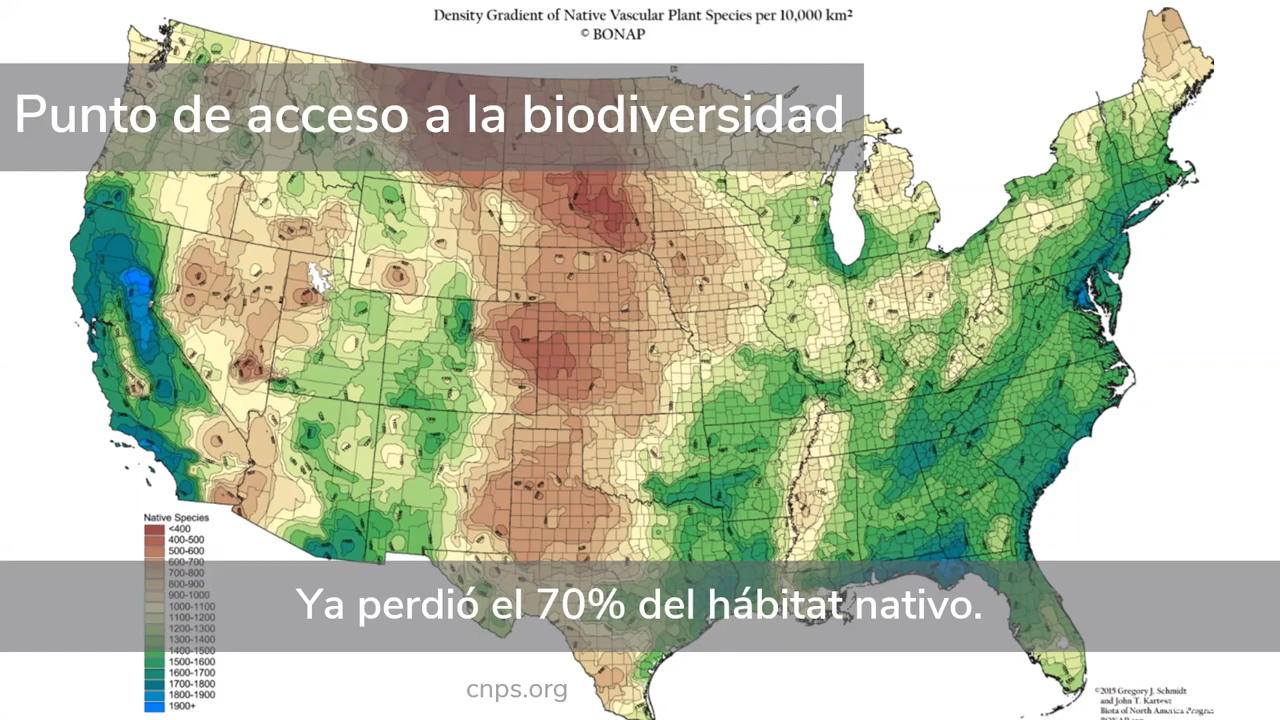 Density Gradient of Native Vascular Plant Species per 10,000 km²
© BONAP
Punto de acceso a la biodiversidad
Native Species
<400
400-500
500-600
600-700
700-800
800-900
900-1000
1000-1100
1100-1200
1200-1300
1300-1400
1400-1500
1500-1600
1600-1700
1700-1800
1800-1900
1900+
Ya perdió el 70% del hábitat nativo.
cnps.org
©2015 Gregory J. Schmidt
and John T. Kartesz
Biota of North America Program